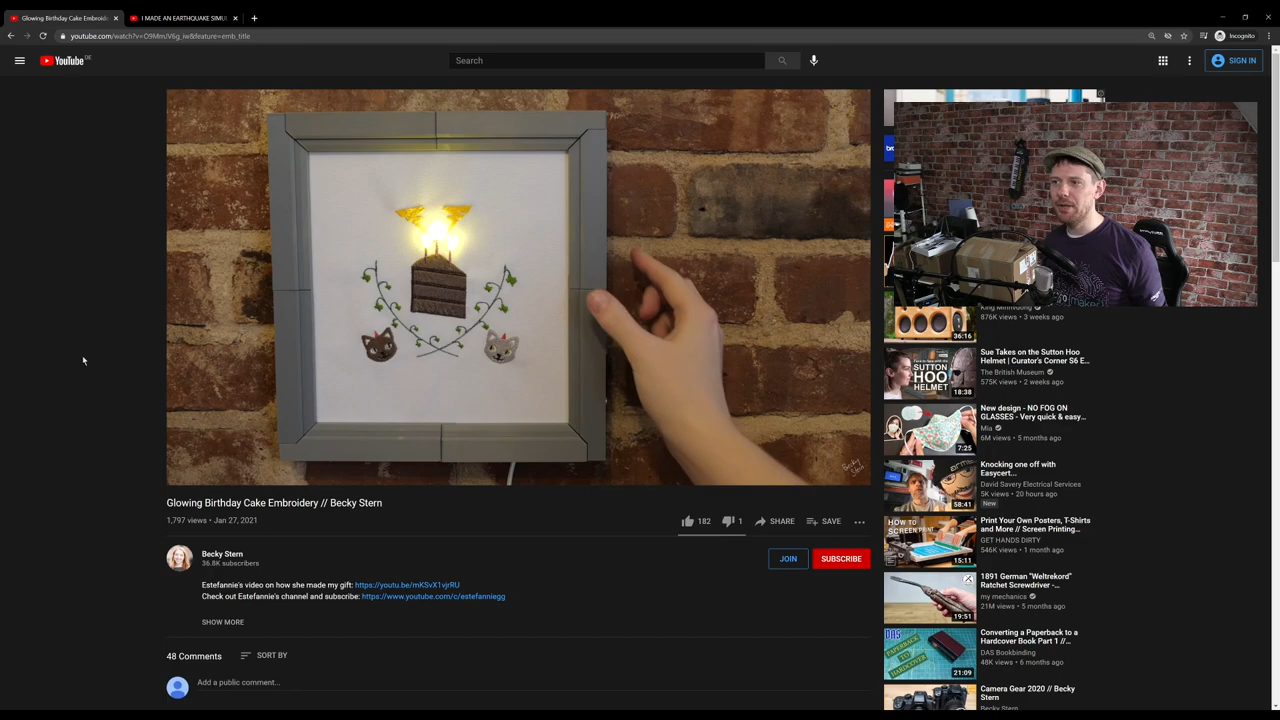 Glowing Birthday Cake Embroide
I MADE AN EARTHQUAKE SIMU
youtube.com/watch?v=O9MmJV6g_iw&feature=emb_title
Incognito
YouTube DE
Search
SIGN IN
Becky Stern
Glowing Birthday Cake Embroidery // Becky Stern
1,797 views • Jan 27, 2021
182
1
SHARE
SAVE
Becky Stern
36.8K subscribers
JOIN
SUBSCRIBE
Estefannie's video on how she made my gift: https://youtu.be/mKSvX1vjrRU
Check out Estefannie's channel and subscribe: https://www.youtube.com/c/estefanniegg
SHOW MORE
48 Comments
SORT BY
Add a public comment...
876K views • 3 weeks ago
36:16
SUTTON
HOO
HELMET
18:38
Sue Takes on the Sutton Hoo
Helmet | Curator's Corner S6 E...
The British Museum
575K views • 2 weeks ago
7:25
New design - NO FOG ON
GLASSES - Very quick & easy...
Mia
6M views • 5 months ago
58:41
Knocking one off with
Easycert...
David Savery Electrical Services
5K views • 20 hours ago
New
HOW TO
SCREEN PRINT
15:11
Print Your Own Posters, T-Shirts
and More // Screen Printing...
GET HANDS DIRTY
546K views • 1 month ago
19:51
1891 German "Weltrekord"
Ratchet Screwdriver -...
my mechanics
21M views • 5 months ago
DAS
PAPERBACK
TO
HARDCOVER
21:09
Converting a Paperback to a
Hardcover Book Part 1 //...
DAS Bookbinding
48K views • 6 months ago
Camera Gear 2020 // Becky
Stern
Becky Stern